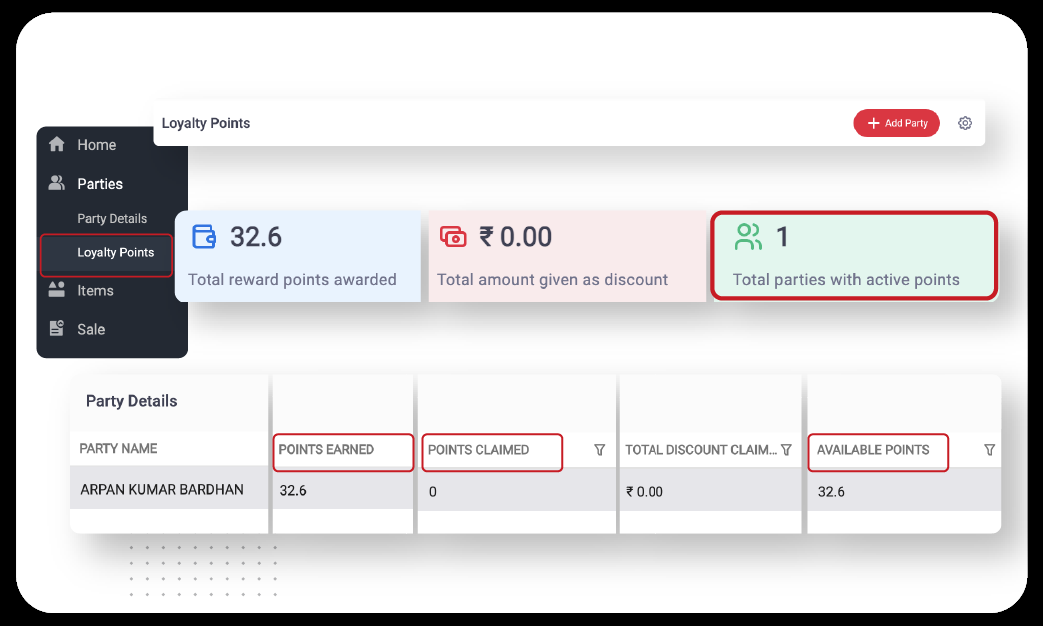 Loyalty Points
+ Add Party
Home
Parties
Party Details
Loyalty Points
Items
Sale
32.6
Total reward points awarded
₹ 0.00
Total amount given as discount
1
Total parties with active points
Party Details
PARTY NAME POINTS EARNED POINTS CLAIMED TOTAL DISCOUNT CLAIM... AVAILABLE POINTS
ARPAN KUMAR BARDHAN 32.6 0 ₹ 0.00 32.6